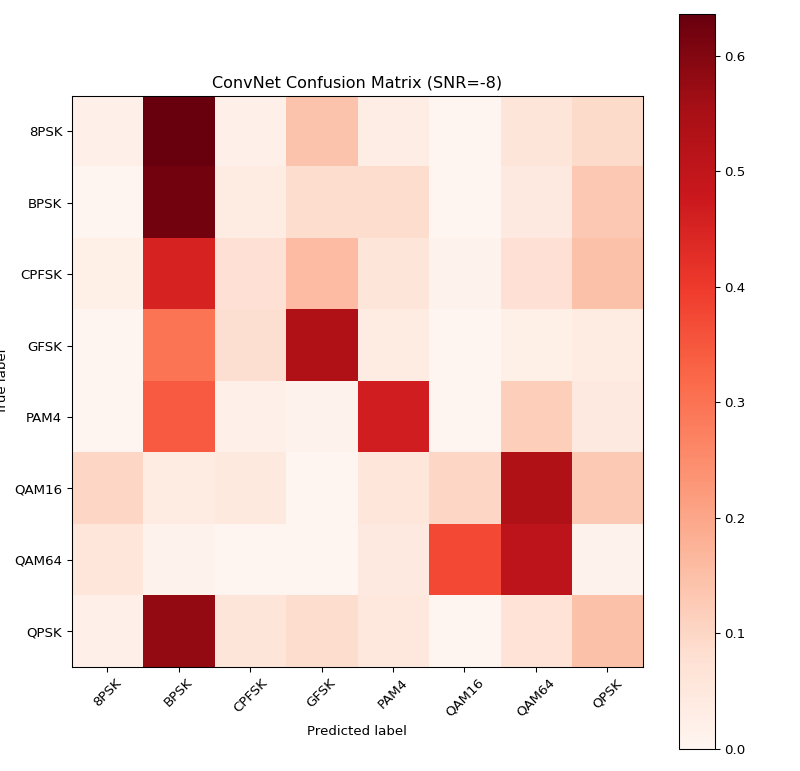 ConvNet Confusion Matrix (SNR=-8)
True label
8PSK
BPSK
CPFSK
GFSK
PAM4
QAM16
QAM64
QPSK
8PSK
BPSK
CPFSK
GFSK
PAM4
QAM16
QAM64
QPSK
Predicted label
0.6
0.5
0.4
0.3
0.2
0.1
0.0